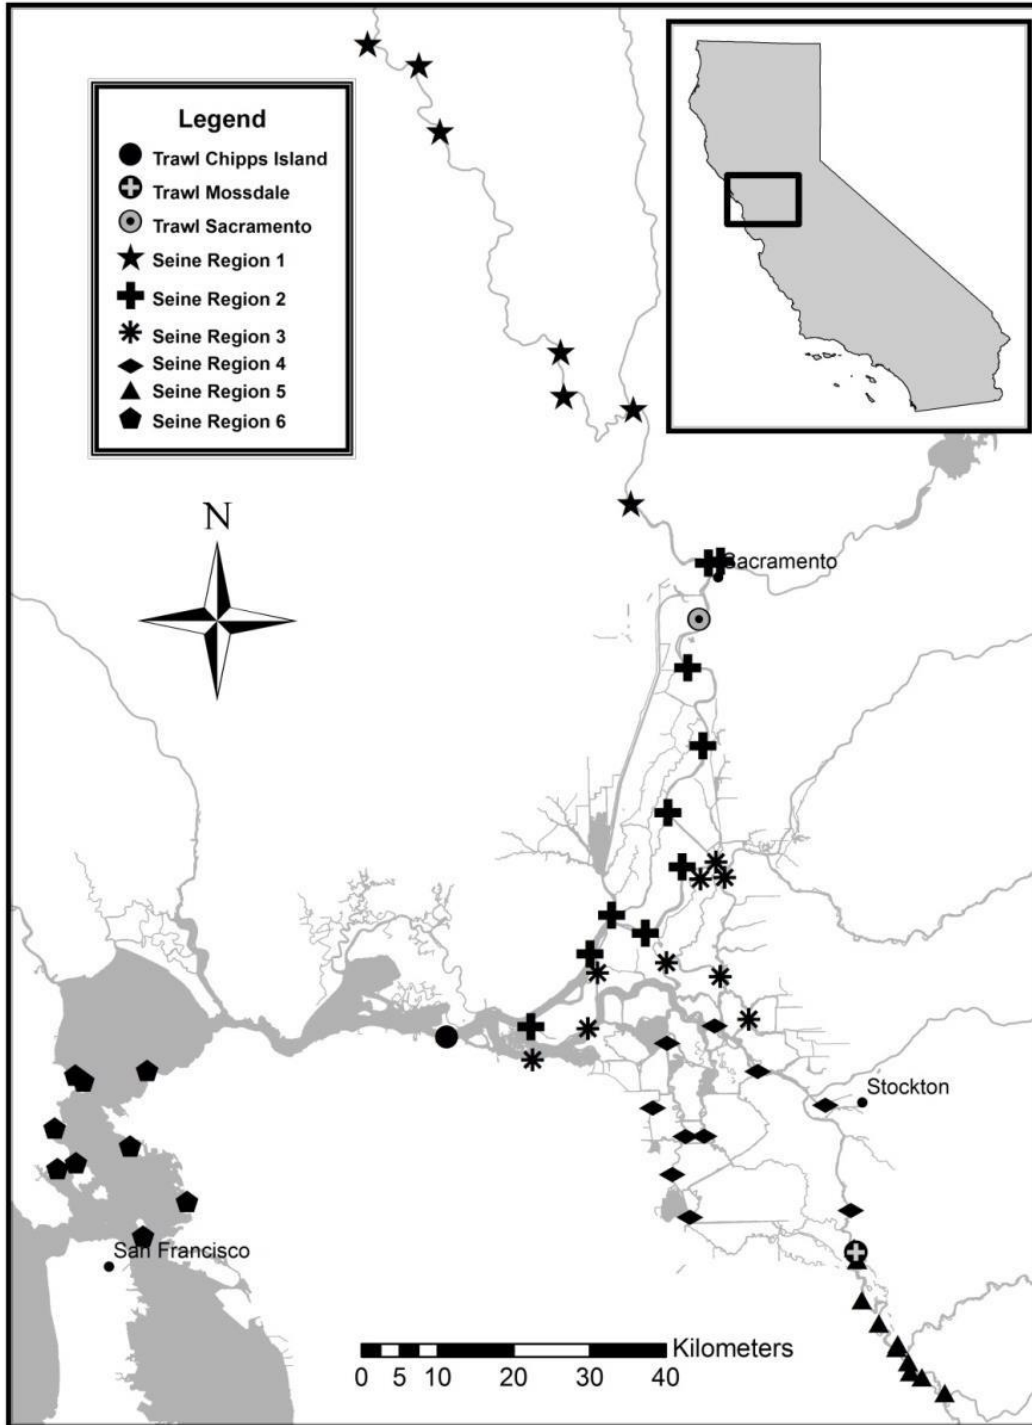 Legend
Trawl Chipps Island
Trawl Mossdale
Trawl Sacramento
Seine Region 1
Seine Region 2
Seine Region 3
Seine Region 4
Seine Region 5
Seine Region 6
N
Sacramento
Stockton
San Francisco
Kilometers
0 5 10 20 30 40